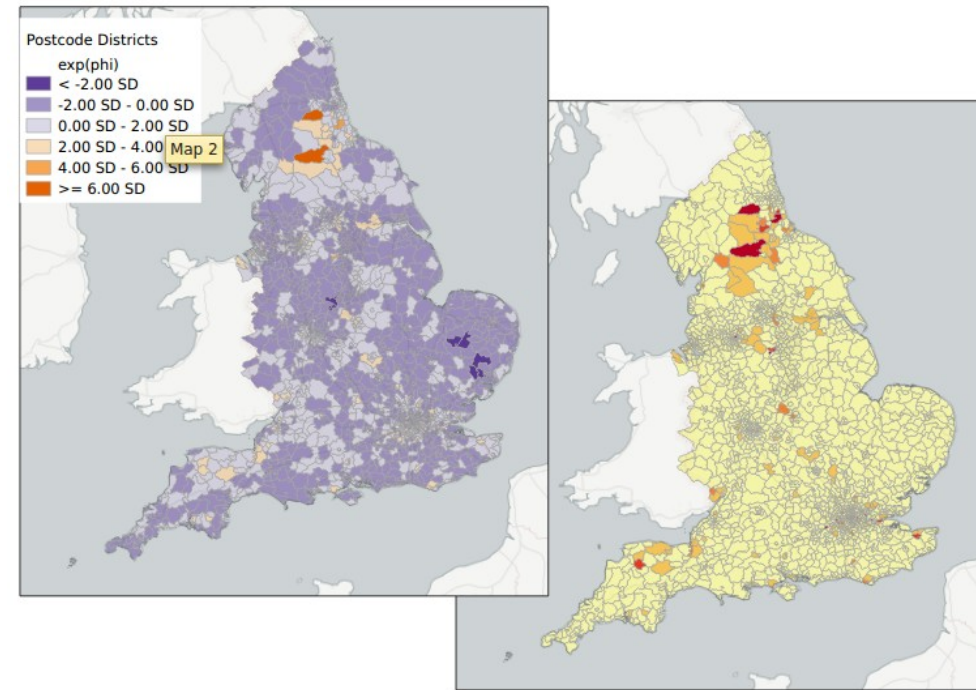 Postcode Districts
exp(phi)
< -2.00 SD
-2.00 SD - 0.00 SD
0.00 SD - 2.00 SD
2.00 SD - 4.00
Map 2
4.00 SD - 6.00 SD
>= 6.00 SD